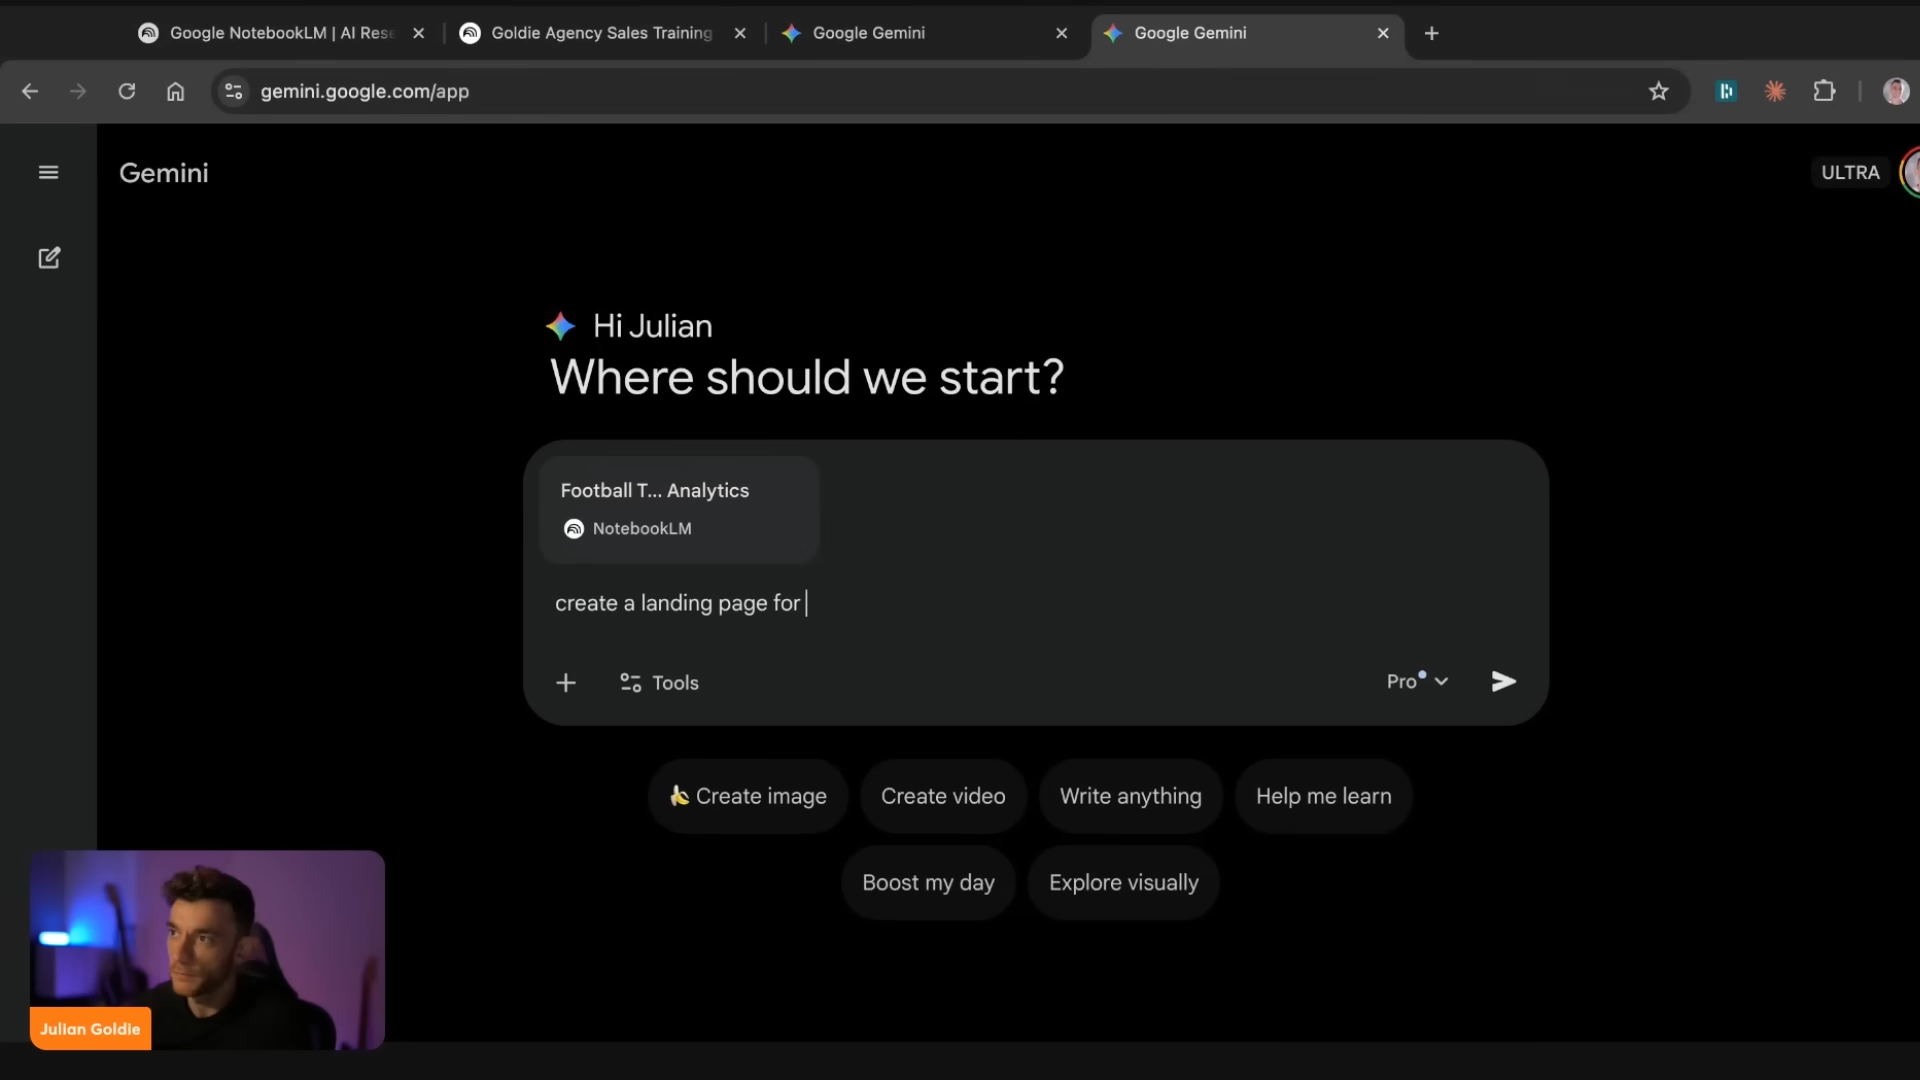 Google NotebookLM | AI Rese
Goldie Agency Sales Training
Google Gemini
Google Gemini
gemini.google.com/app
Gemini
ULTRA
Hi Julian
Where should we start?
Football T... Analytics
NotebookLM
create a landing page for
Tools
Pro
Create image
Create video
Write anything
Help me learn
Boost my day
Explore visually
Julian Goldie